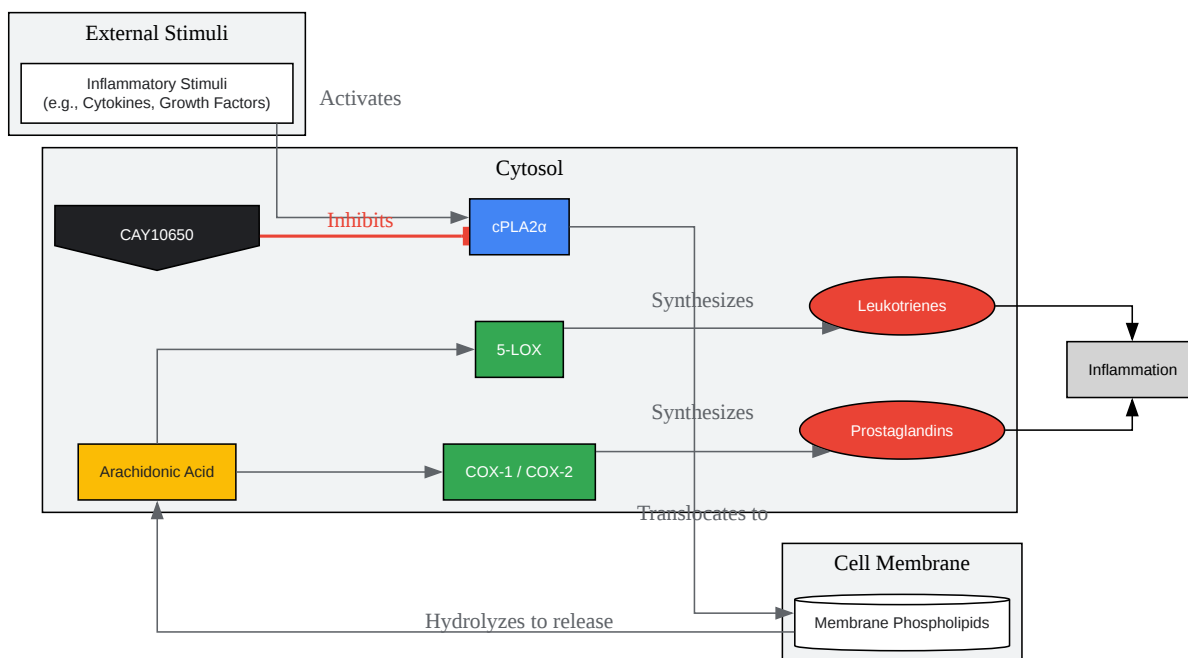 External Stimuli
Inflammatory Stimuli
(e.g., Cytokines, Growth Factors)
Activates
Cytosol
CAY10650
Inhibits
cPLA2α
Synthesizes
Leukotrienes
5-LOX
Inflammation
Synthesizes
Prostaglandins
Arachidonic Acid
COX-1 / COX-2
Translocates to
Cell Membrane
Hydrolyzes to release
Membrane Phospholipids